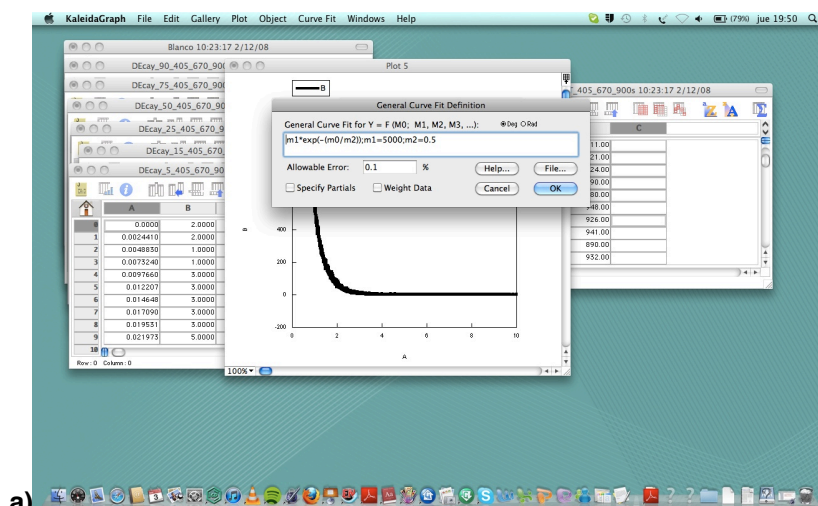 KaleidaGraph File Edit Gallery Plot Object Curve Fit Windows Help (79%) jue 19:50
Blanco 10:23:17 2/12/08
DEcay_90_405_670_900
Plot 5
DEcay_75_405_670_900
B
_405_670_900s 10:23:17 2/12/08
DEcay_50_405_670_90
General Curve Fit Definition
DEcay_25_405_670_9
General Curve Fit for Y = F (M0; M1, M2, M3, ...): Deg Rad
C
m1*exp(-(m0/m2));m1=5000;m2=0.5
DEcay_15_405_670
DEcay_5_405_670_90
Allowable Error: 0.1 % Help... File...
Specify Partials Weight Data Cancel OK
A B
11.00
21.00
24.00
90.00
80.00
948.00
926.00
941.00
890.00
932.00
0 0.0000 2.0000
1 0.0024410 2.0000
2 0.0048830 1.0000
3 0.0073240 1.0000
4 0.0097660 3.0000
5 0.012207 3.0000
6 0.014648 3.0000
7 0.017090 3.0000
8 0.019531 3.0000
9 0.021973 5.0000
10
Row: 0 Column: 0
B
400
200
0
-200
0 2 4 6 8 10
A
100%
a)